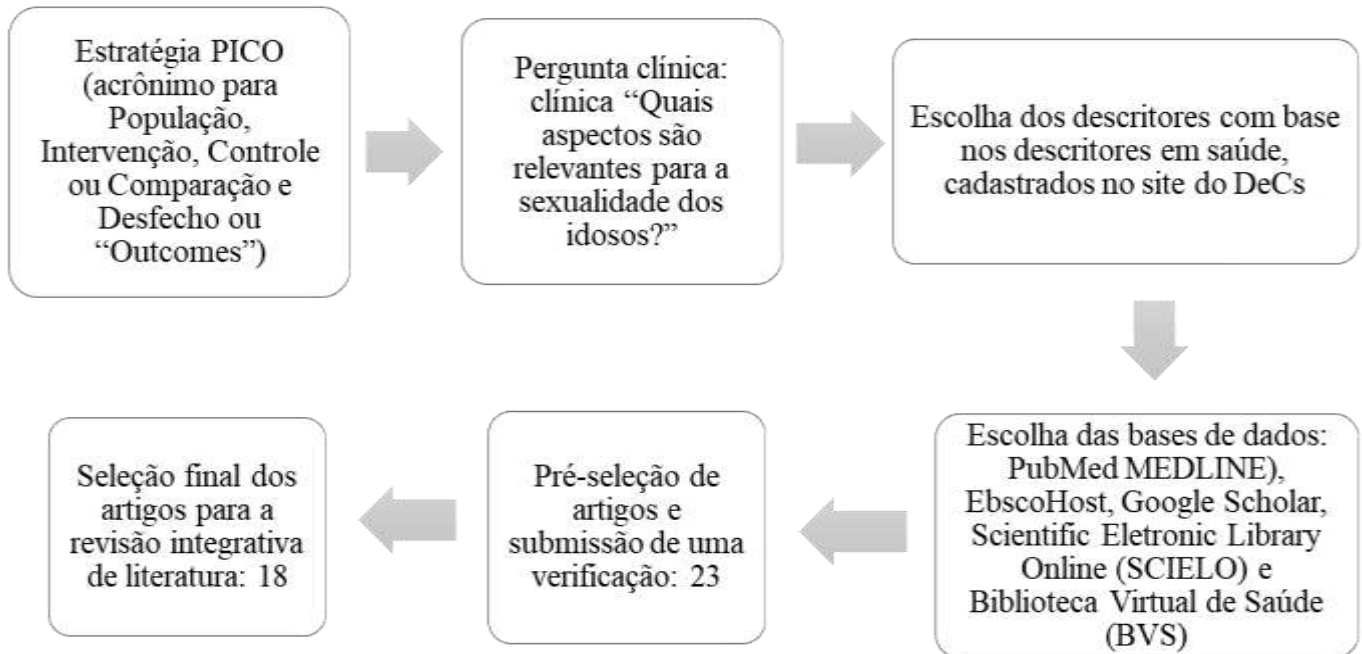 Estratégia PICO
(acrônimo para
População,
Intervenção, Controle
ou Comparação e
Desfecho ou
“Outcomes”)
Pergunta clínica:
clínica “Quais
aspectos são
relevantes para a
sexualidade dos
idosos?”
Escolha dos descritores com base
nos descritores em saúde,
cadastrados no site do DeCs
Escolha das bases de dados:
PubMed MEDLINE),
EbscoHost, Google Scholar,
Scientific Eletronic Library
Online (SCIELO) e
Biblioteca Virtual de Saúde
(BVS)
Pré-seleção de
artigos e
submissão de uma
verificação: 23
Seleção final dos
artigos para a
revisão integrativa
de literatura: 18